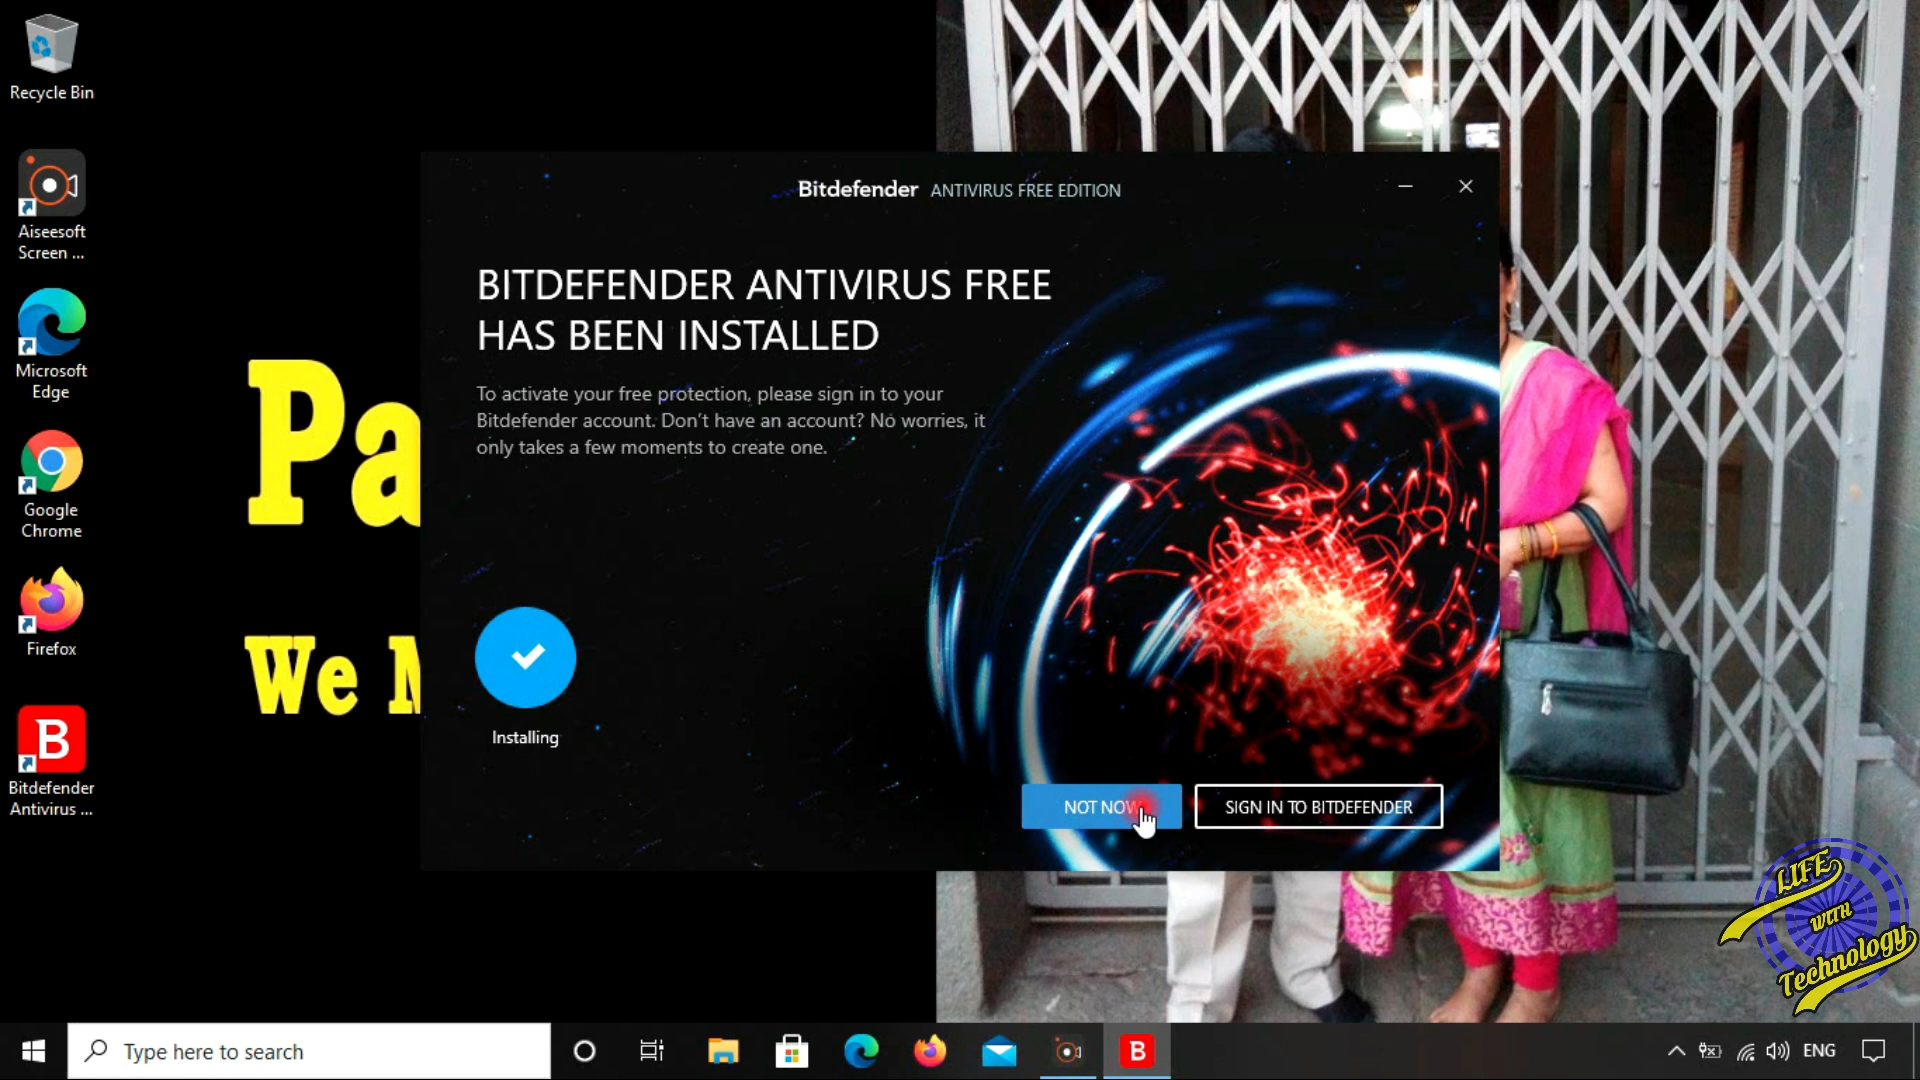 Recycle Bin
Aiseesoft
Screen ...
Microsoft
Edge
Google
Chrome
Firefox
B
Bitdefender
Antivirus ...
Pa
We
Bitdefender ANTIVIRUS FREE EDITION
BITDEFENDER ANTIVIRUS FREE
HAS BEEN INSTALLED
To activate your free protection, please sign in to your
Bitdefender account. Don't have an account? No worries, it
only takes a few moments to create one.
Installing
NOT NOW
SIGN IN TO BITDEFENDER
LIFE
WITH
Technology
Type here to search
B
ENG